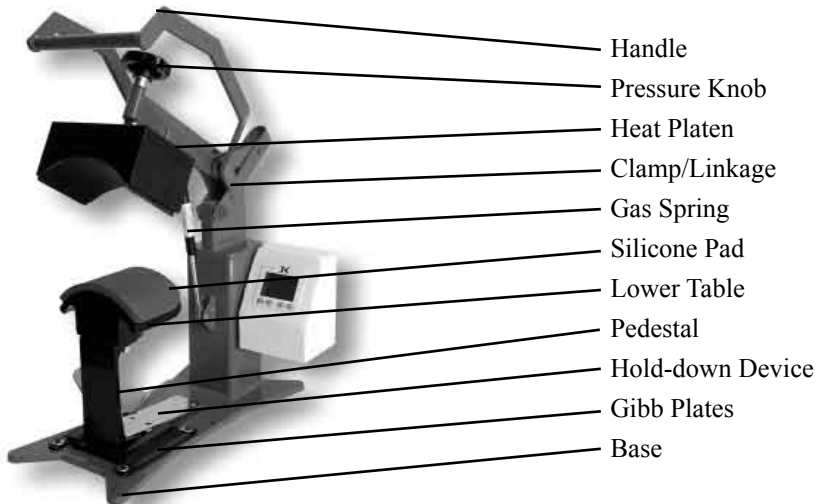 Handle
Pressure Knob
Heat Platen
Clamp/Linkage
Gas Spring
Silicone Pad
Lower Table
Pedestal
Hold-down Device
Gibb Plates
Base